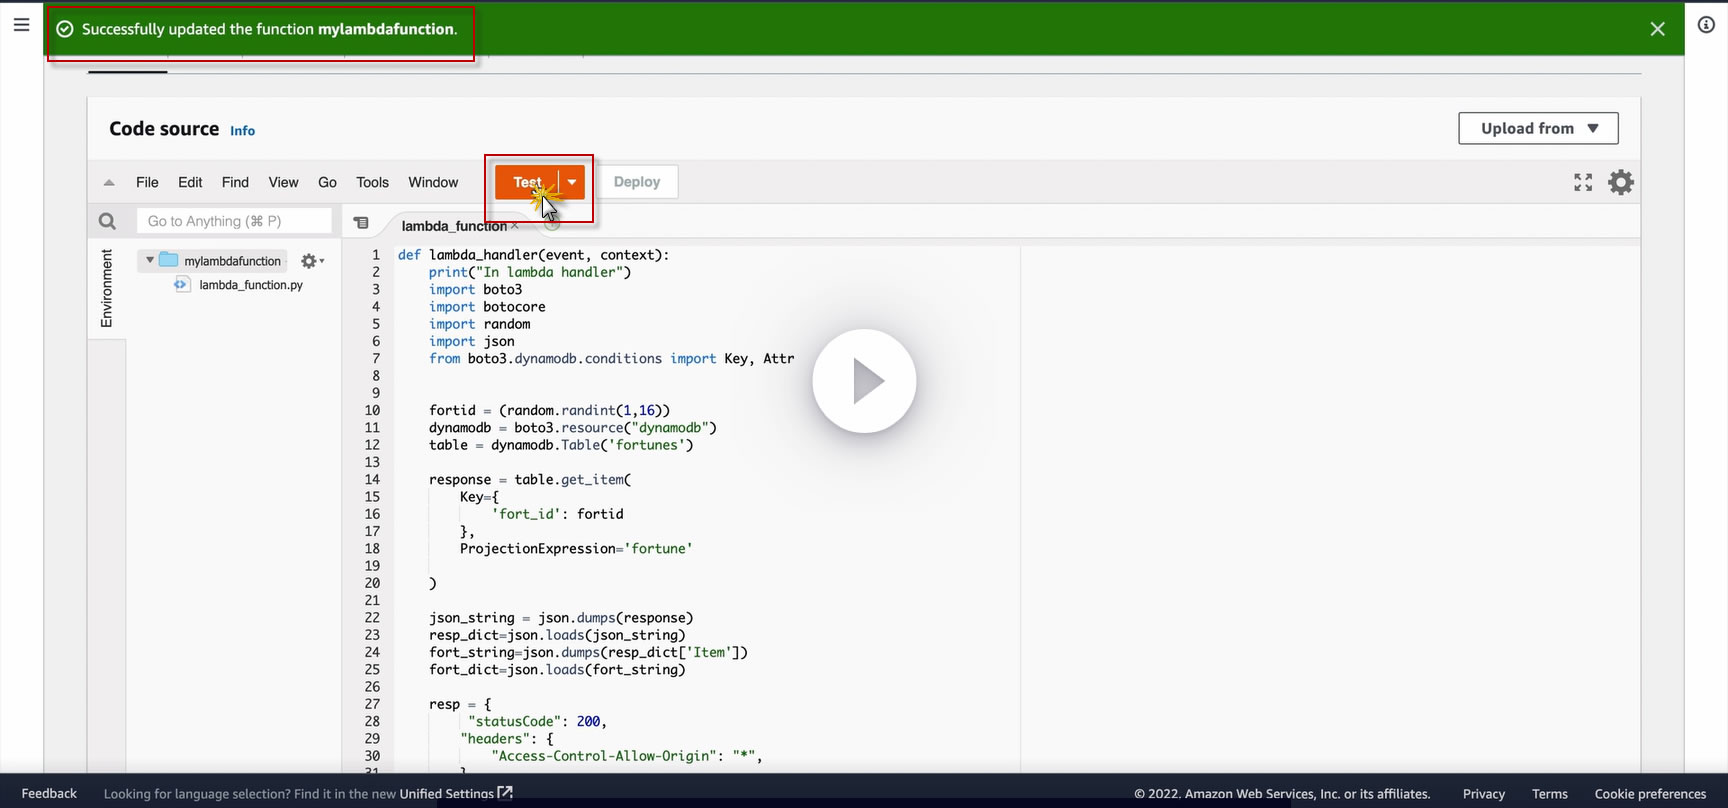 Successfully updated the function mylambdafunction.
Code source Info
Upload from
File Edit Find View Go Tools Window
Test
Deploy
Go to Anything (⌘ P)
lambda_function ×
Environment
mylambdafunction
lambda_function.py
1 def lambda_handler(event, context):
2 print("In lambda handler")
3 import boto3
4 import botocore
5 import random
6 import json
7 from boto3.dynamodb.conditions import Key, Attr
8
9
10 fortid = (random.randint(1,16))
11 dynamodb = boto3.resource("dynamodb")
12 table = dynamodb.Table('fortunes')
13
14 response = table.get_item(
15 Key={
16 'fort_id': fortid
17 },
18 ProjectionExpression='fortune'
19
20 )
21
22 json_string = json.dumps(response)
23 resp_dict=json.loads(json_string)
24 fort_string=json.dumps(resp_dict['Item'])
25 fort_dict=json.loads(fort_string)
26
27 resp = {
28 "statusCode": 200,
29 "headers": {
30 "Access-Control-Allow-Origin": "*",
31 }
Feedback Looking for language selection? Find it in the new Unified Settings
© 2022, Amazon Web Services, Inc. or its affiliates. Privacy Terms Cookie preferences